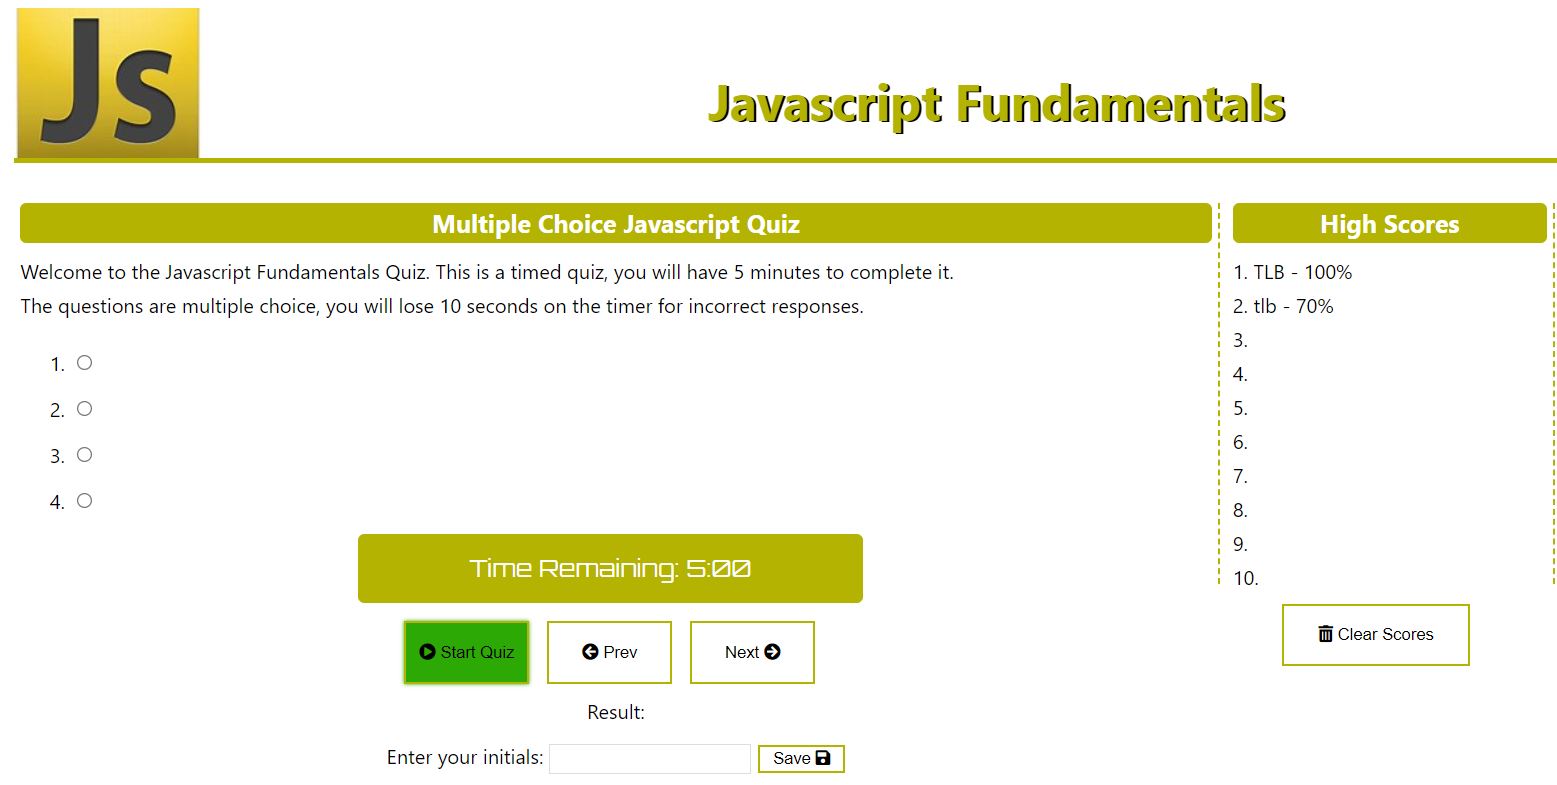 Js
Javascript Fundamentals
Multiple Choice Javascript Quiz
Welcome to the Javascript Fundamentals Quiz. This is a timed quiz, you will have 5 minutes to complete it.
The questions are multiple choice, you will lose 10 seconds on the timer for incorrect responses.
1.
2.
3.
4.
Time Remaining: 5:00
Start Quiz
Prev
Next
Result:
Enter your initials:
Save
High Scores
1. TLB - 100%
2. tlb - 70%
3.
4.
5.
6.
7.
8.
9.
10.
Clear Scores